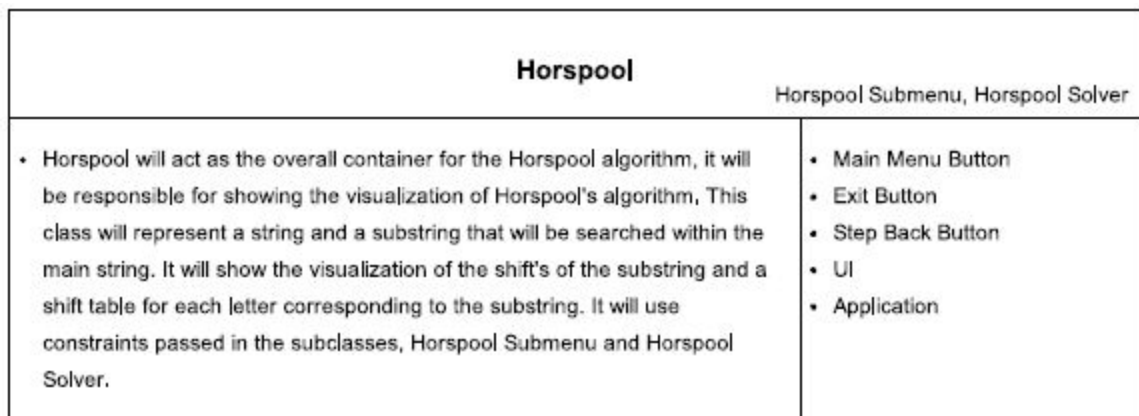 Horspool
Horspool Submenu, Horspool Solver
• Horspool will act as the overall container for the Horspool algorithm, it will
be responsible for showing the visualization of Horspool's algorithm, This
class will represent a string and a substring that will be searched within the
main string. It will show the visualization of the shift's of the substring and a
shift table for each letter corresponding to the substring. It will use
constraints passed in the subclasses, Horspool Submenu and Horspool
Solver.
• Main Menu Button
• Exit Button
• Step Back Button
• UI
• Application